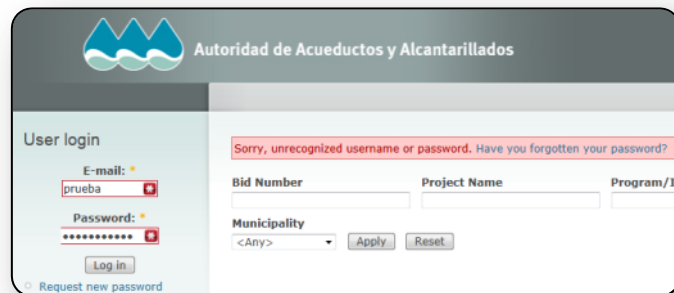 Autoridad de Acueductos y Alcantarillados
User login
E-mail: *
prueba
Password: *
•••••••••••
Log in
Request new password
Sorry, unrecognized username or password. Have you forgotten your password?
Bid Number
Project Name
Municipality
<Any>
Apply
Reset